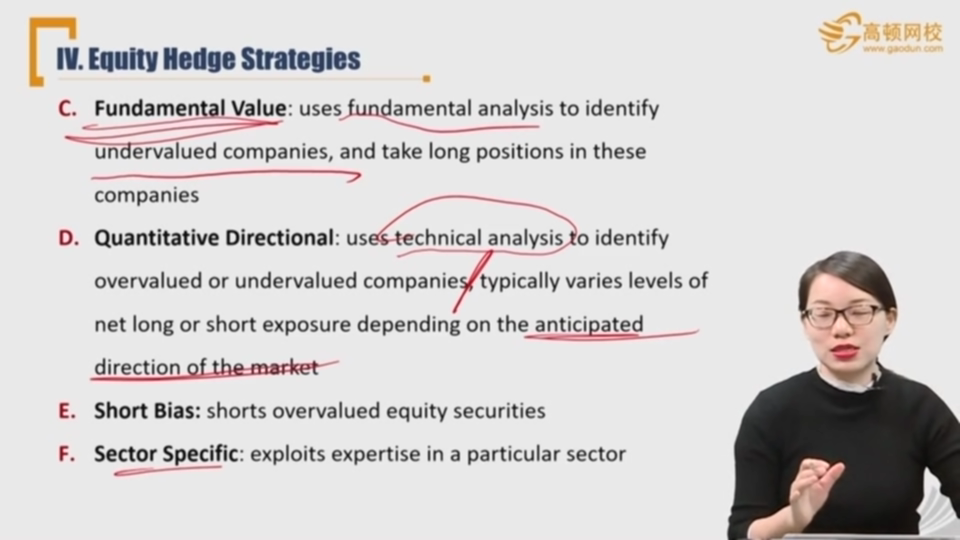 高顿网校
www.gaodun.com
IV. Equity Hedge Strategies
C. Fundamental Value: uses fundamental analysis to identify
undervalued companies, and take long positions in these
companies
D. Quantitative Directional: uses technical analysis to identify
overvalued or undervalued companies, typically varies levels of
net long or short exposure depending on the anticipated
direction of the market
E. Short Bias: shorts overvalued equity securities
F. Sector Specific: exploits expertise in a particular sector